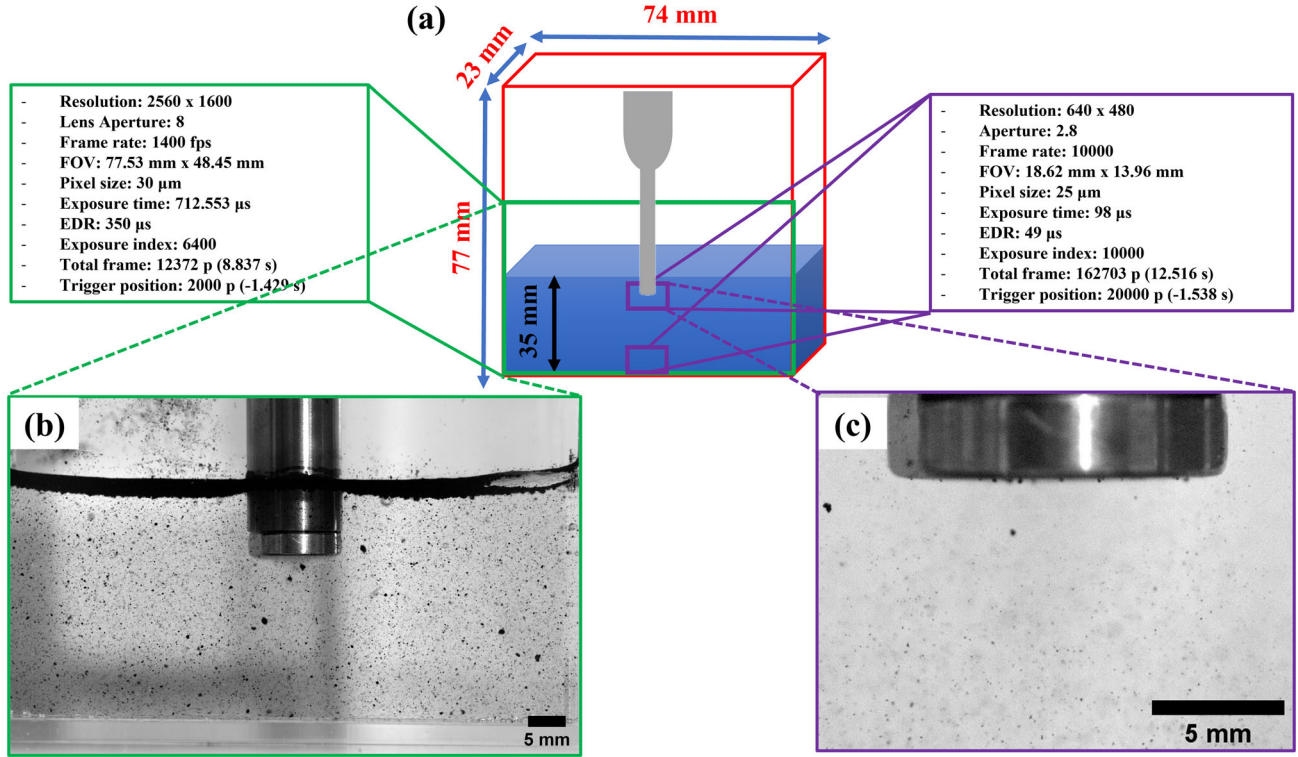 (a)
74 mm
23 mm
77 mm
35 mm
- Resolution: 2560 x 1600
- Lens Aperture: 8
- Frame rate: 1400 fps
- FOV: 77.53 mm x 48.45 mm
- Pixel size: 30 µm
- Exposure time: 712.553 µs
- EDR: 350 µs
- Exposure index: 6400
- Total frame: 12372 p (8.837 s)
- Trigger position: 2000 p (-1.429 s)
- Resolution: 640 x 480
- Aperture: 2.8
- Frame rate: 10000
- FOV: 18.62 mm x 13.96 mm
- Pixel size: 25 µm
- Exposure time: 98 µs
- EDR: 49 µs
- Exposure index: 10000
- Total frame: 162703 p (12.516 s)
- Trigger position: 20000 p (-1.538 s)
(b)
5 mm
(c)
5 mm